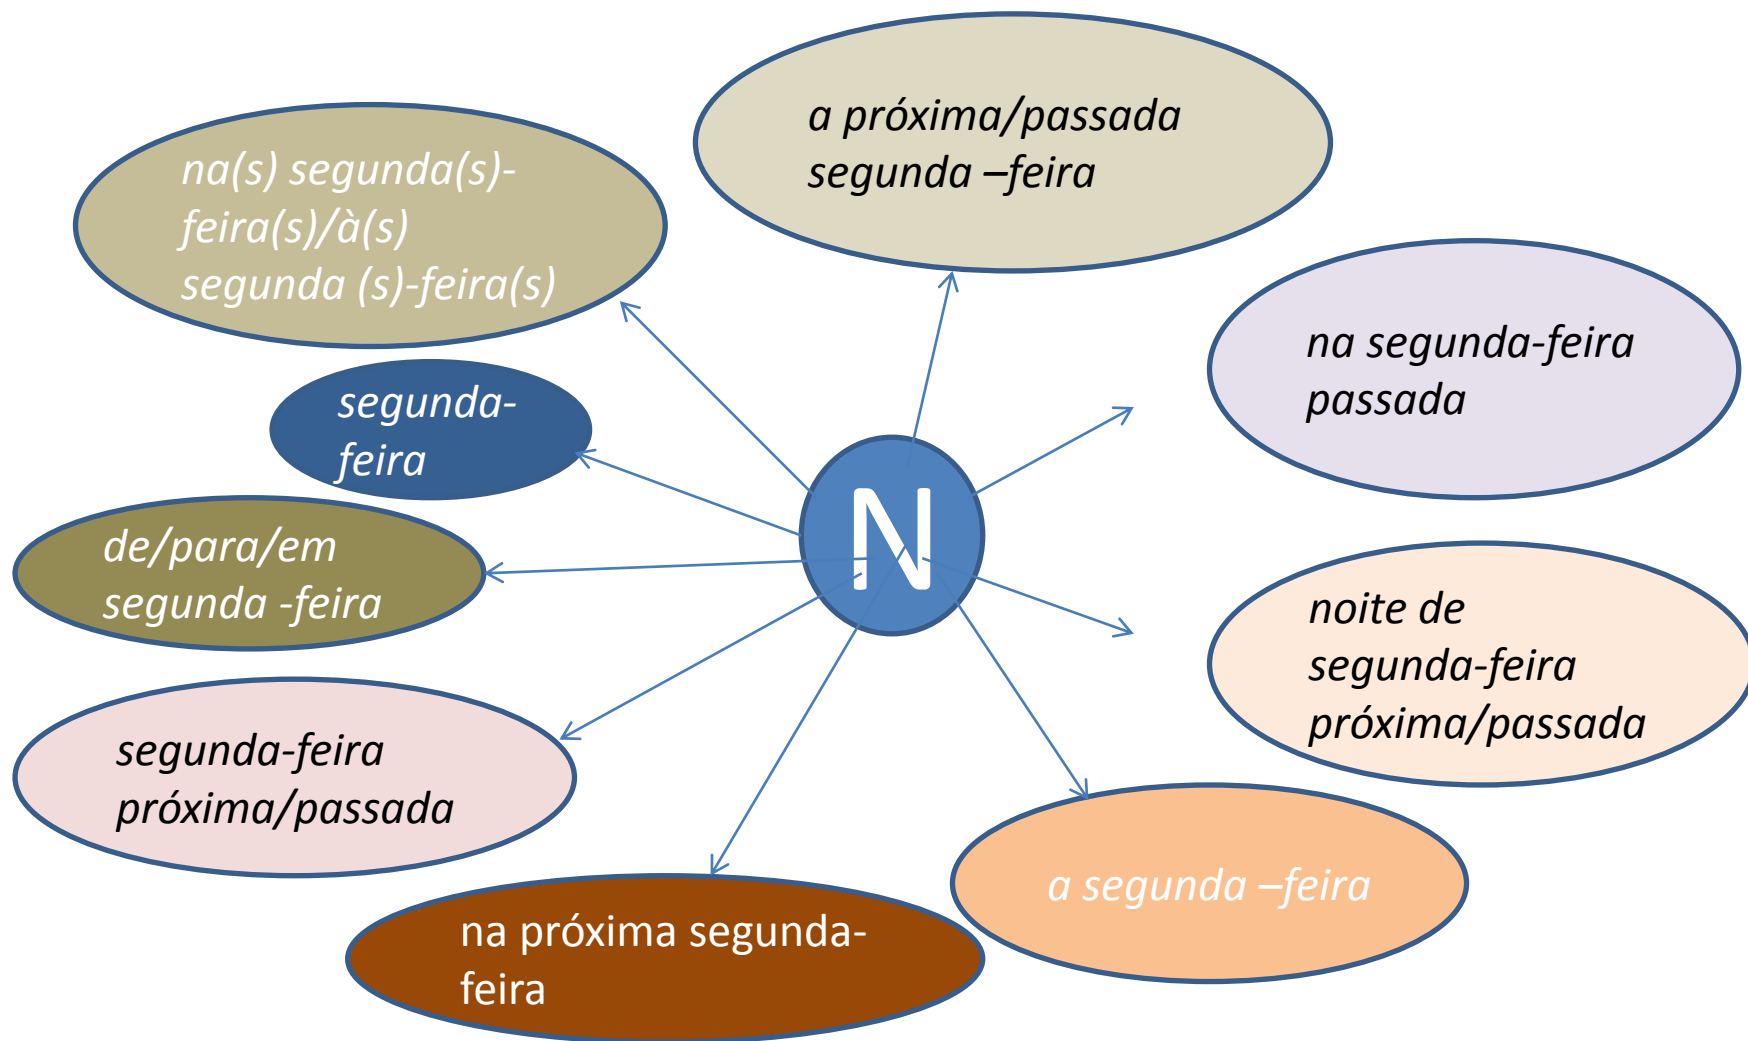 a próxima/passada
segunda –feira
na(s) segunda(s)-
feira(s)/à(s)
segunda (s)-feira(s)
na segunda-feira
passada
segunda-
feira
N
de/para/em
segunda -feira
noite de
segunda-feira
próxima/passada
segunda-feira
próxima/passada
a segunda –feira
na próxima segunda-
feira